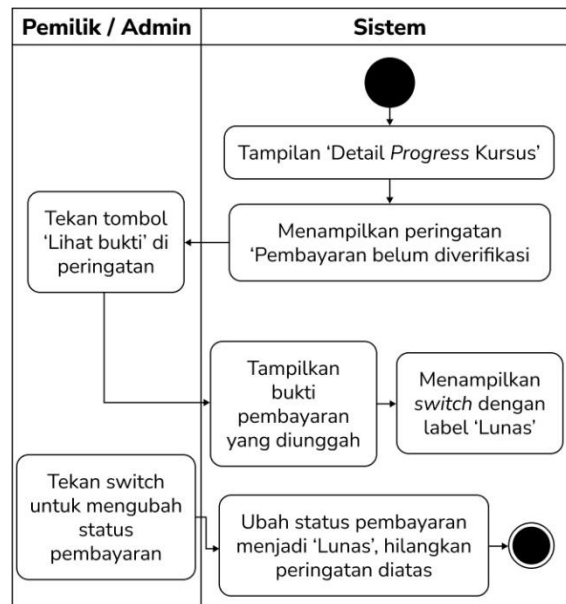 Pemilik / Admin
Sistem
Tampilan ‘Detail Progress Kursus’
Menampilkan peringatan
‘Pembayaran belum diverifikasi
Tekan tombol
‘Lihat bukti’ di
peringatan
Tampilkan
bukti
pembayaran
yang diunggah
Menampilkan
switch dengan
label ‘Lunas’
Tekan switch
untuk mengubah
status
pembayaran
Ubah status pembayaran
menjadi ‘Lunas’, hilangkan
peringatan diatas